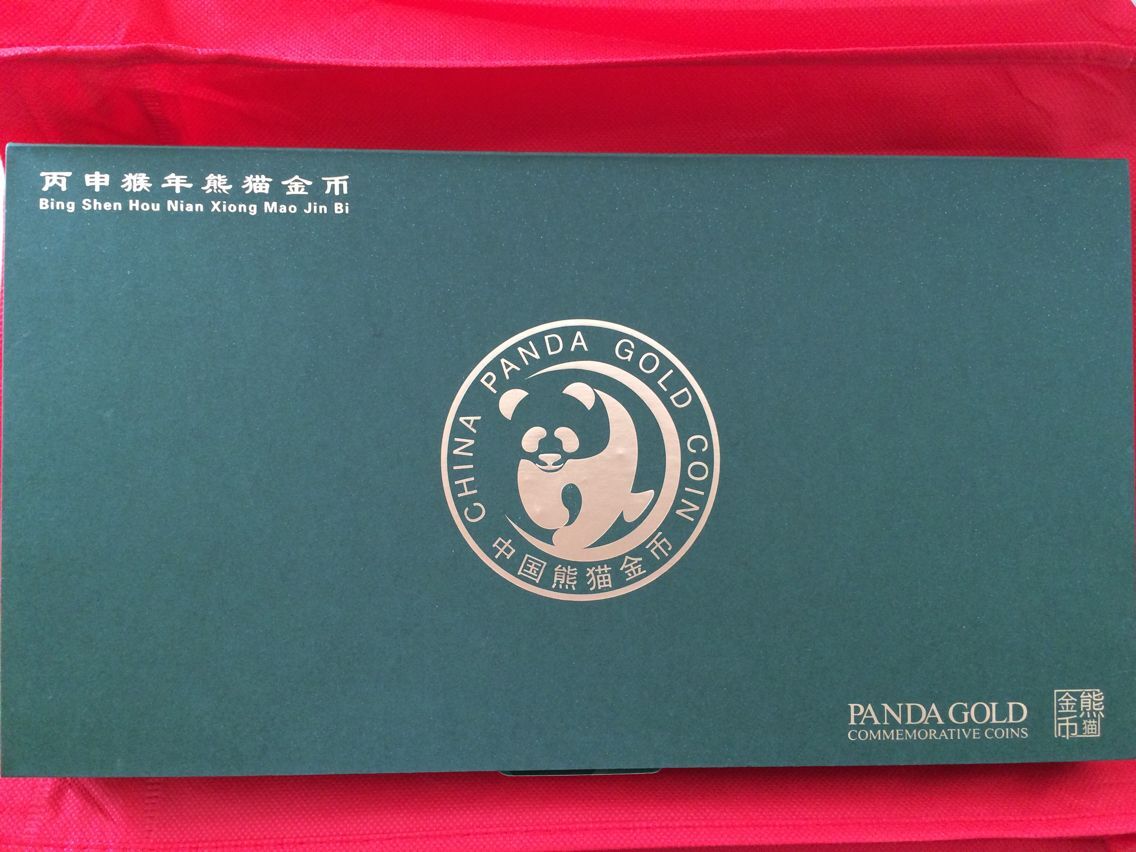 丙申猴年熊猫金币
Bing Shen Hou Nian Xiong Mao Jin Bi
CHINA PANDA GOLD COIN
中国熊猫金币
PANDA GOLD
COMMEMORATIVE COINS
熊猫
金币